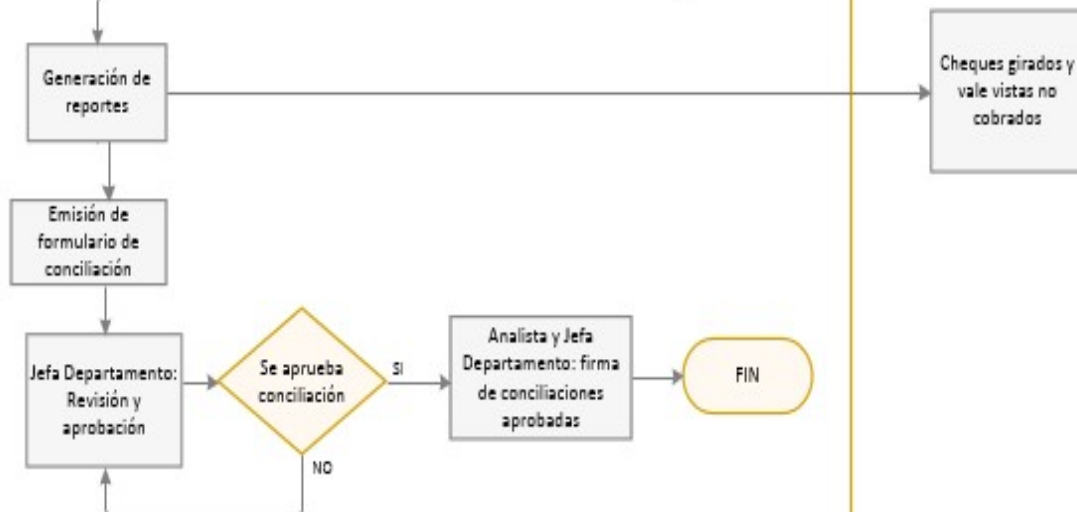 Generación de
reportes
Cheques girados y
vale vistas no
cobrados
Emisión de
formulario de
conciliación
Jefa Departamento:
Revisión y
aprobación
Se aprueba
conciliación
SI
NO
Analista y Jefa
Departamento: firma
de conciliaciones
aprobadas
FIN